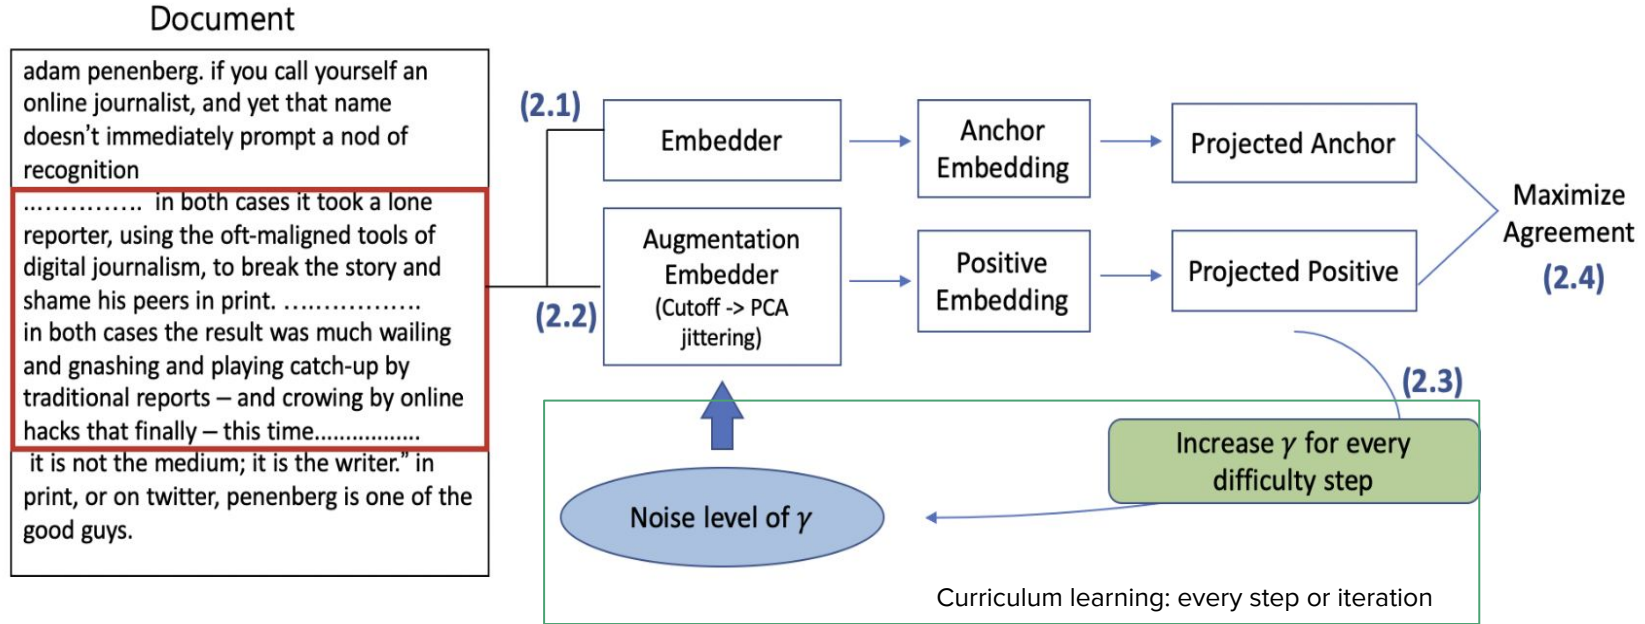 Document
adam penenberg. if you call yourself an
online journalist, and yet that name
doesn't immediately prompt a nod of
recognition
..………….. in both cases it took a lone
reporter, using the oft-maligned tools of
digital journalism, to break the story and
shame his peers in print. ….……………
in both cases the result was much wailing
and gnashing and playing catch-up by
traditional reports – and crowing by online
hacks that finally – this time.................
it is not the medium; it is the writer.” in
print, or on twitter, penenberg is one of the
good guys.
(2.1)
Embedder
Anchor
Embedding
Projected Anchor
(2.2)
Augmentation
Embedder
(Cutoff -> PCA
jittering)
Positive
Embedding
Projected Positive
Maximize
Agreement
(2.4)
(2.3)
Increase γ for every
difficulty step
Noise level of γ
Curriculum learning: every step or iteration